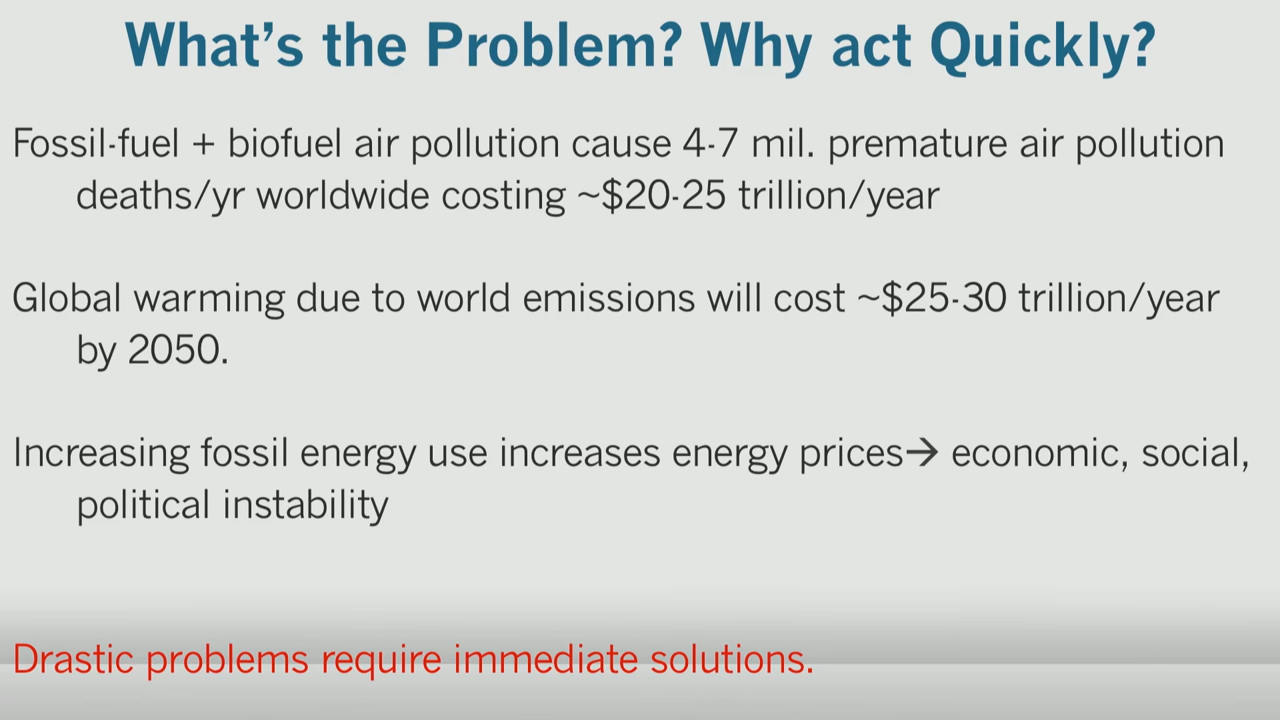 What's the Problem? Why act Quickly?
Fossil-fuel + biofuel air pollution cause 4-7 mil. premature air pollution
deaths/yr worldwide costing ~$20-25 trillion/year
Global warming due to world emissions will cost ~$25-30 trillion/year
by 2050.
Increasing fossil energy use increases energy prices→ economic, social,
political instability
Drastic problems require immediate solutions.